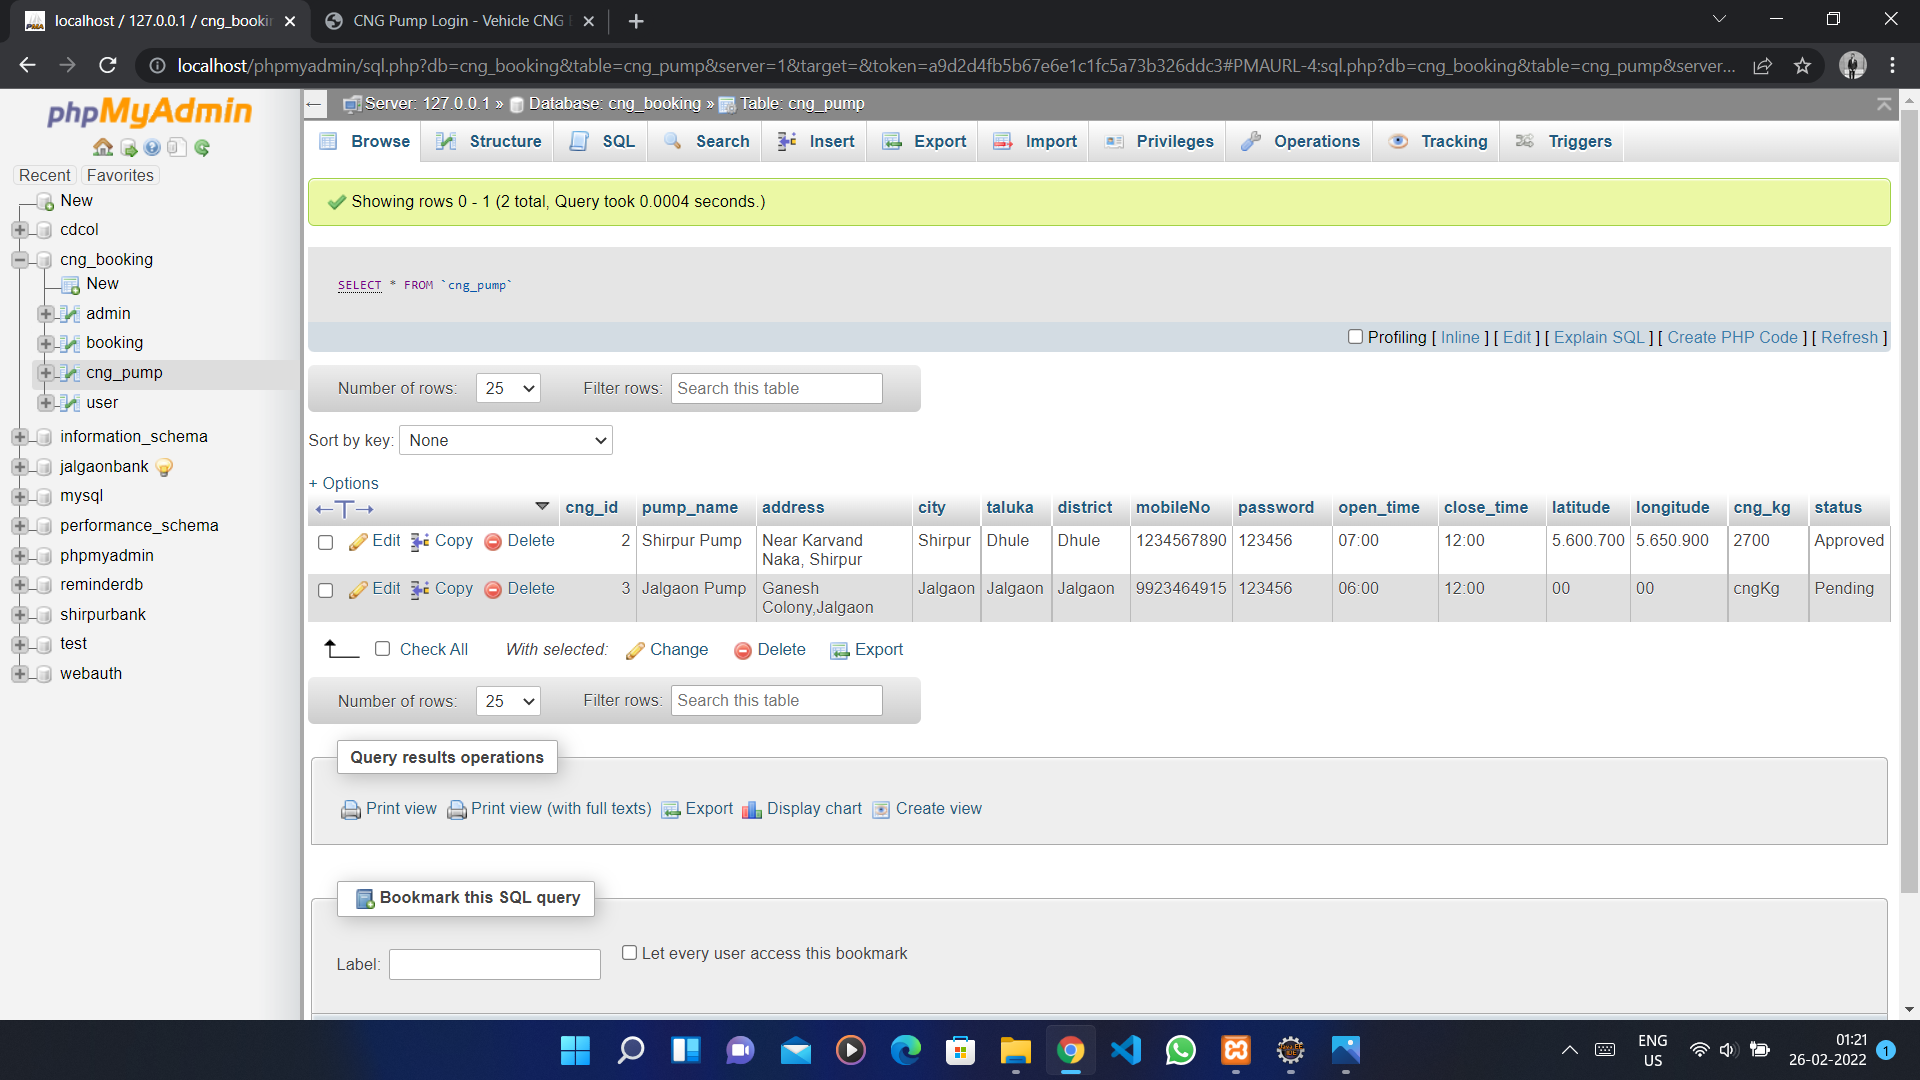 localhost / 127.0.0.1 / cng_bookin
CNG Pump Login - Vehicle CNG
localhost/phpmyadmin/sql.php?db=cng_booking&table=cng_pump&server=1&target=&token=a9d2d4fb5b67e6e1c1fc5a73b326ddc3#PMAURL-4:sql.php?db=cng_booking&table=cng_pump&server...
phpMyAdmin
Recent Favorites
New
cdcol
cng_booking
New
admin
booking
cng_pump
user
information_schema
jalgaonbank
mysql
performance_schema
phpmyadmin
reminderdb
shirpurbank
test
webauth
Server: 127.0.0.1 » Database: cng_booking » Table: cng_pump
Browse Structure SQL Search Insert Export Import Privileges Operations Tracking Triggers
Showing rows 0 - 1 (2 total, Query took 0.0004 seconds.)
SELECT * FROM `cng_pump`
Profiling [ Inline ] [ Edit ] [ Explain SQL ] [ Create PHP Code ] [ Refresh ]
Number of rows: 25 Filter rows: Search this table
Sort by key: None
+ Options
cng_id pump_name address city taluka district mobileNo password open_time close_time latitude longitude cng_kg status
Edit Copy Delete 2 Shirpur Pump Near Karvand Naka, Shirpur Shirpur Dhule Dhule 1234567890 123456 07:00 12:00 5.600.700 5.650.900 2700 Approved
Edit Copy Delete 3 Jalgaon Pump Ganesh Colony,Jalgaon Jalgaon Jalgaon Jalgaon 9923464915 123456 06:00 12:00 00 00 cngKg Pending
Check All With selected: Change Delete Export
Number of rows: 25 Filter rows: Search this table
Query results operations
Print view Print view (with full texts) Export Display chart Create view
Bookmark this SQL query
Label: Let every user access this bookmark
ENG
US
01:21
26-02-2022
1